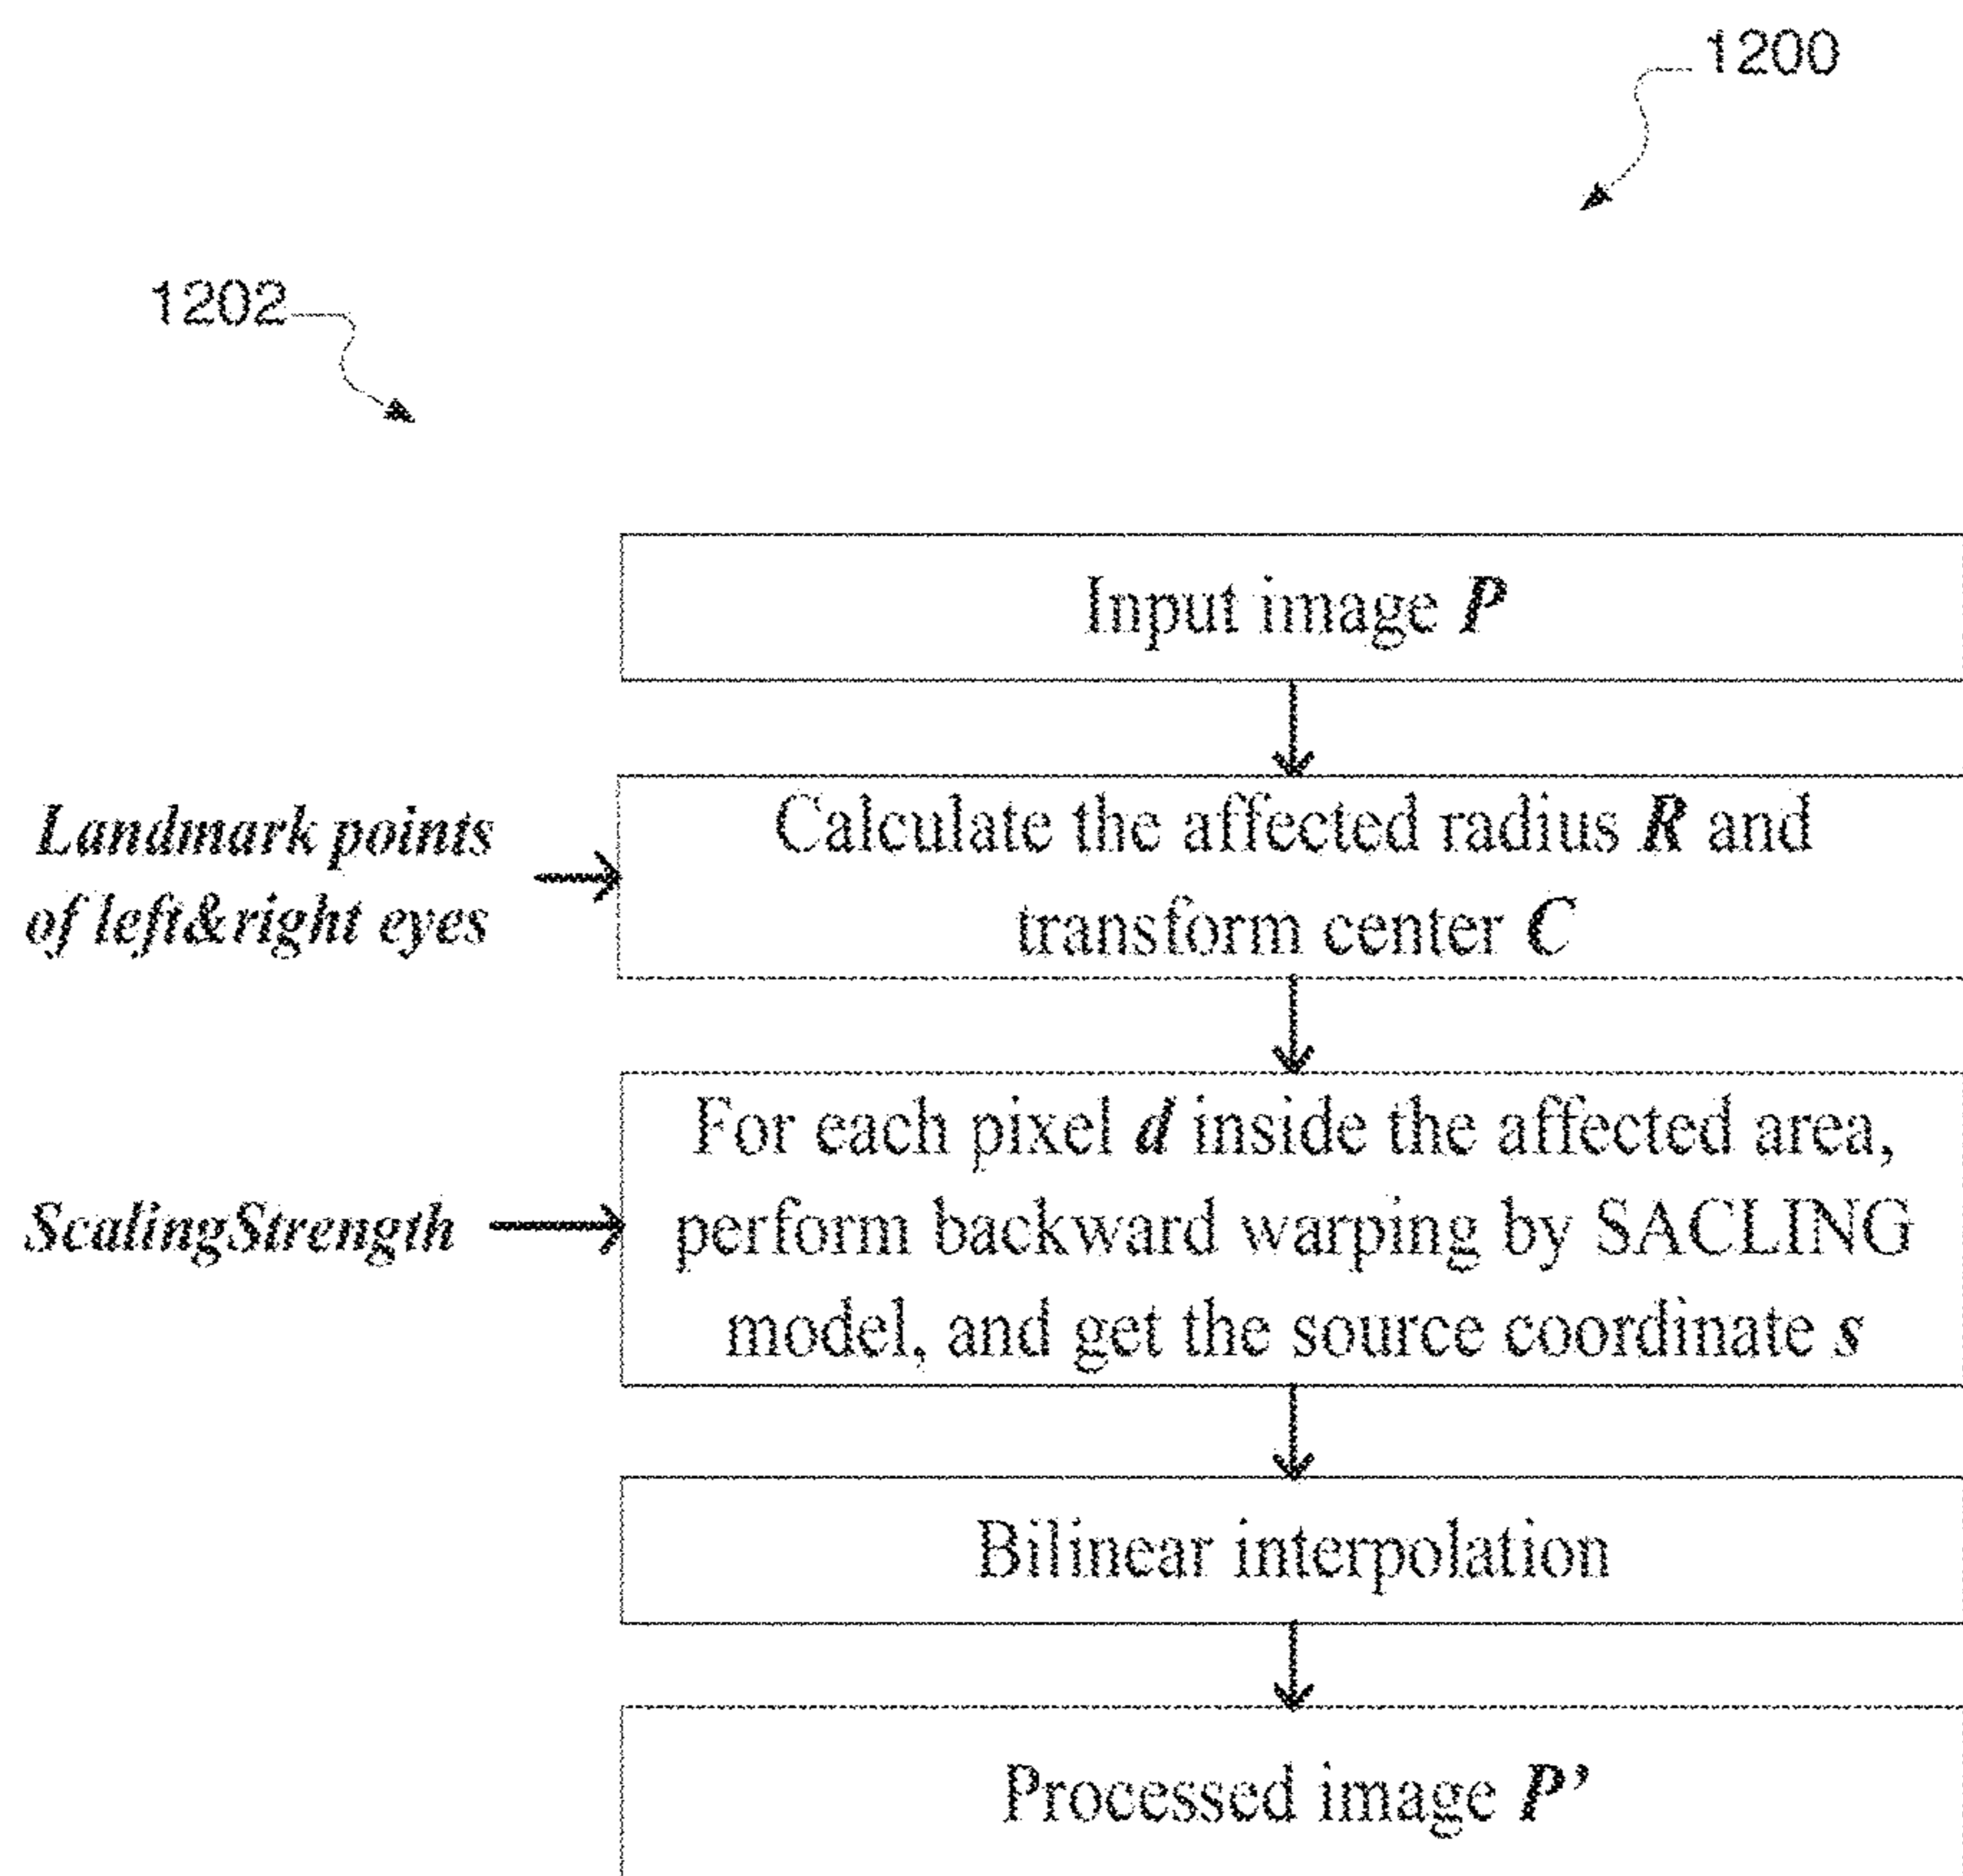 1200
1202
Input image P
Landmark points
of left&right eyes
Calculate the affected radius R and
transform center C
ScalingStrength
For each pixel d inside the affected area,
perform backward warping by SACLING
model, and get the source coordinate s
Bilinear interpolation
Processed image P’